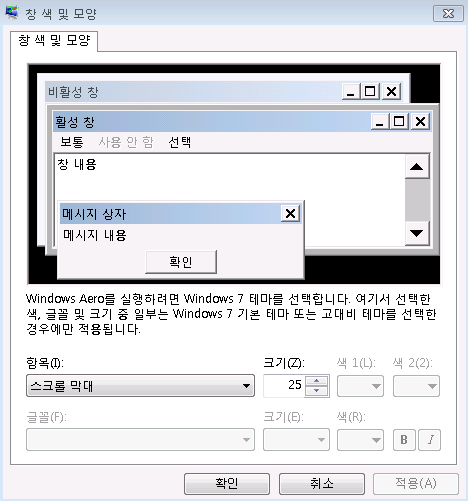 창 색 및 모양
창 색 및 모양
비활성 창
활성 창
보통 사용 안 함 선택
창 내용
메시지 상자
메시지 내용
확인
Windows Aero를 실행하려면 Windows 7 테마를 선택합니다. 여기서 선택한
색, 글꼴 및 크기 중 일부는 Windows 7 기본 테마 또는 고대비 테마를 선택한
경우에만 적용됩니다.
항목(I): 크기(Z): 색 1(L): 색 2(2):
스크롤 막대 25
글꼴(F): 크기(E): 색(R):
B I
확인 취소 적용(A)